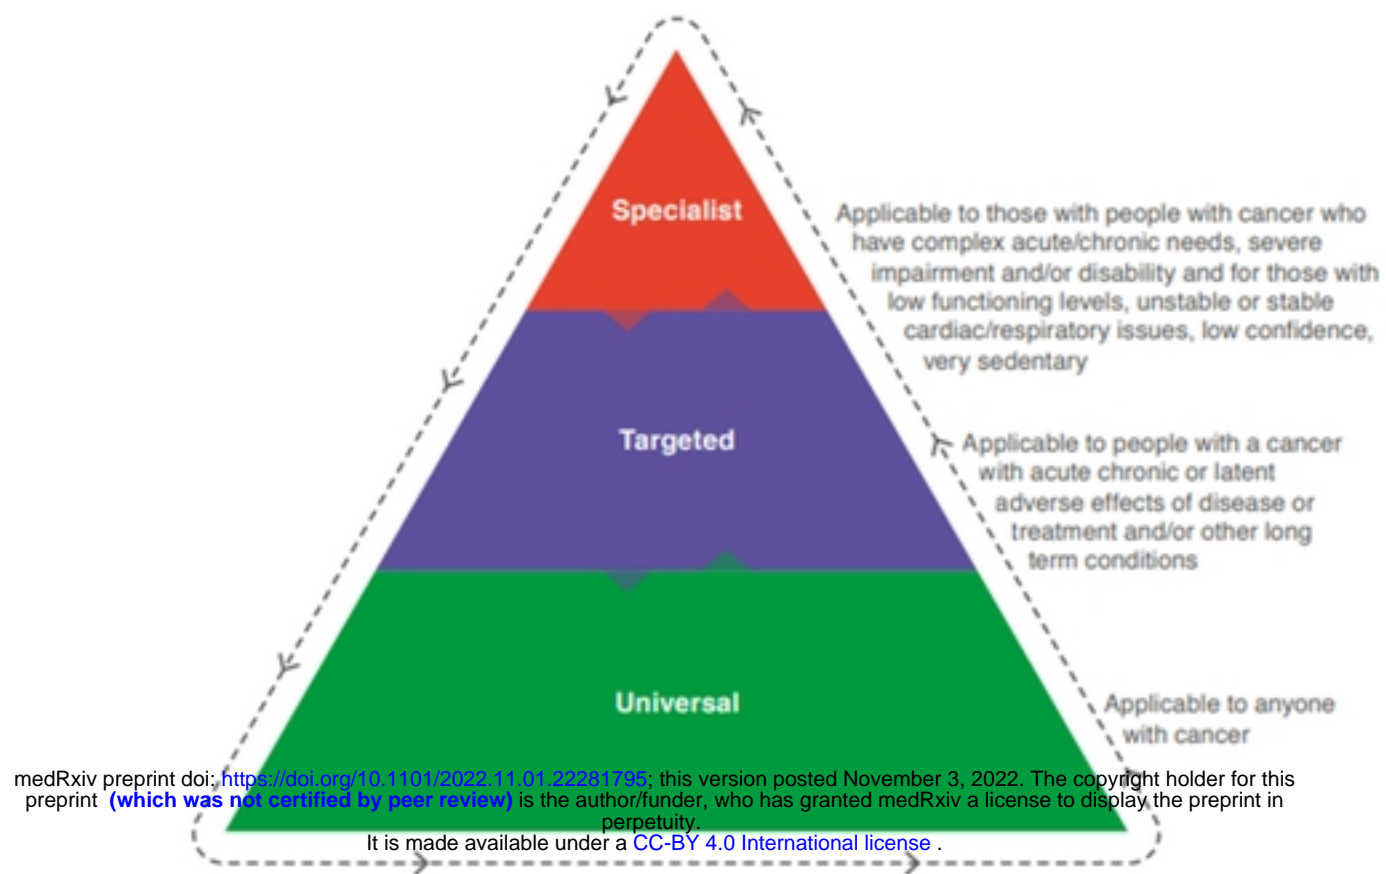 Specialist
Applicable to those with people with cancer who
have complex acute/chronic needs, severe
impairment and/or disability and for those with
low functioning levels, unstable or stable
cardiac/respiratory issues, low confidence,
very sedentary
Targeted
Applicable to people with a cancer
with acute chronic or latent
adverse effects of disease or
treatment and/or other long
term conditions
Universal
Applicable to anyone
with cancer
medRxiv preprint doi: https://doi.org/10.1101/2022.11.01.22281795; this version posted November 3, 2022. The copyright holder for this
preprint (which was not certified by peer review) is the author/funder, who has granted medRxiv a license to display the preprint in
perpetuity.
It is made available under a CC-BY 4.0 International license .